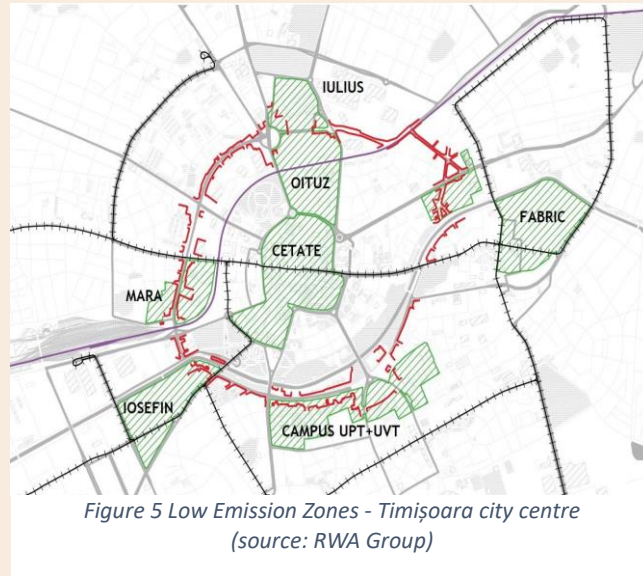 IULIUS
OITUZ
FABRIC
CETATE
MARA
IOSEFIN
CAMPUS UPT+UVT
Figure 5 Low Emission Zones - Timișoara city centre
(source: RWA Group)